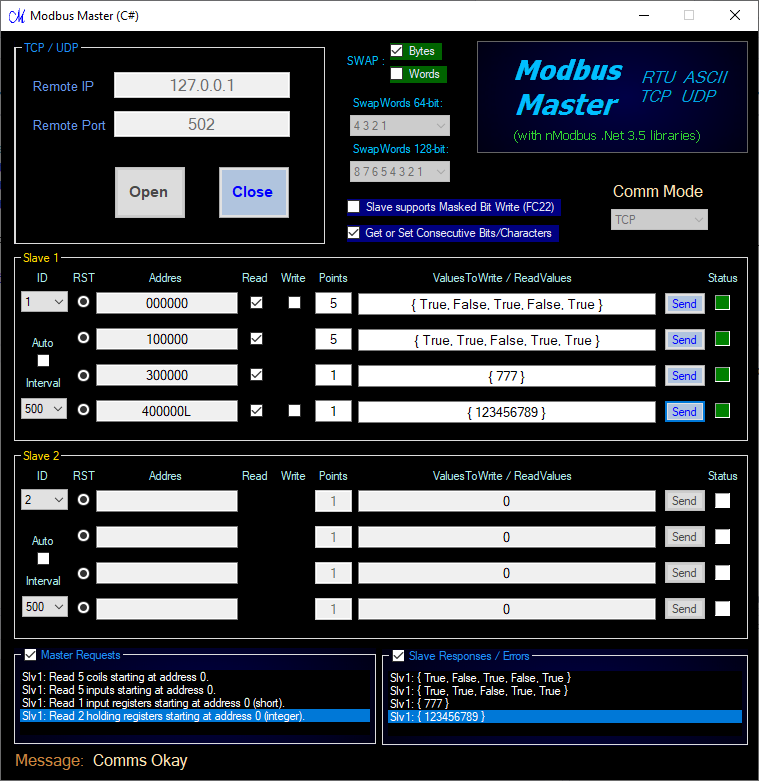 Modbus Master (C#)
TCP / UDP
Remote IP 127.0.0.1
Remote Port 502
Open Close
SWAP : Bytes
Words
SwapWords 64-bit:
4 3 2 1
SwapWords 128-bit:
8 7 6 5 4 3 2 1
Slave supports Masked Bit Write (FC22)
Get or Set Consecutive Bits/Characters
Modbus Master
RTU ASCII
TCP UDP
(with nModbus .Net 3.5 libraries)
Comm Mode
TCP
Slave 1
ID RST Addres Read Write Points ValuesToWrite / ReadValues Status
1 000000 5 { True, False, True, False, True } Send
Auto 100000 5 { True, True, False, True, True } Send
Interval 300000 1 { 777 } Send
500 400000L 1 { 123456789 } Send
Slave 2
ID RST Addres Read Write Points ValuesToWrite / ReadValues Status
2 1 0 Send
Auto 1 0 Send
Interval 1 0 Send
500 1 0 Send
Master Requests
Slv1: Read 5 coils starting at address 0.
Slv1: Read 5 inputs starting at address 0.
Slv1: Read 1 input registers starting at address 0 (short).
Slv1: Read 2 holding registers starting at address 0 (integer).
Slave Responses / Errors
Slv1: { True, False, True, False, True }
Slv1: { True, True, False, True, True }
Slv1: { 777 }
Slv1: { 123456789 }
Message: Comms Okay